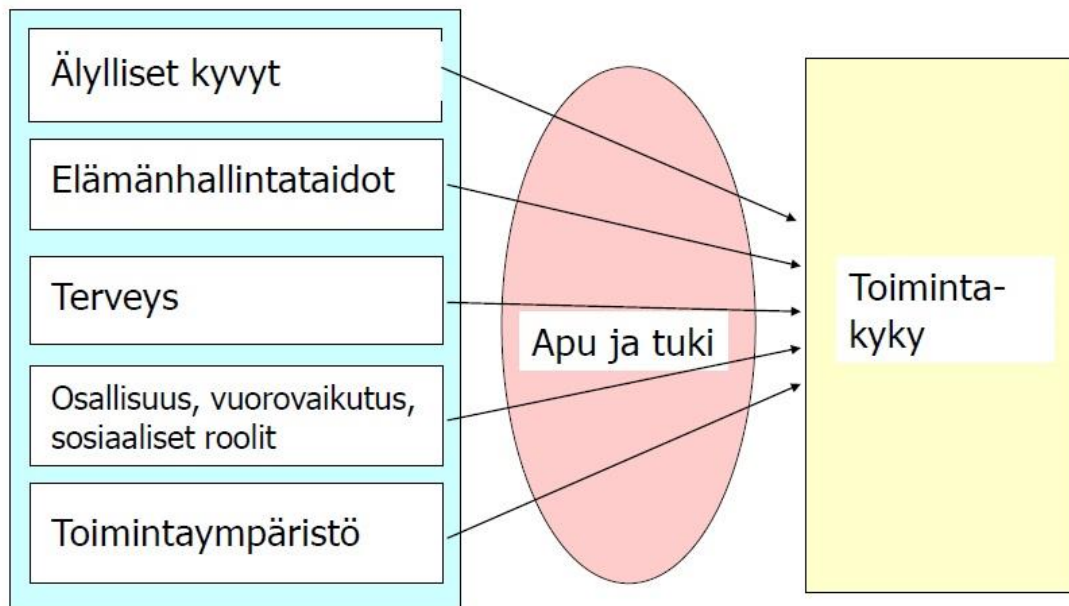 Älylliset kyvyt
Elämänhallintataidot
Terveys
Osallisuus, vuorovaikutus,
sosiaaliset roolit
Toimintaympäristö
Apu ja tuki
Toiminta-
kyky